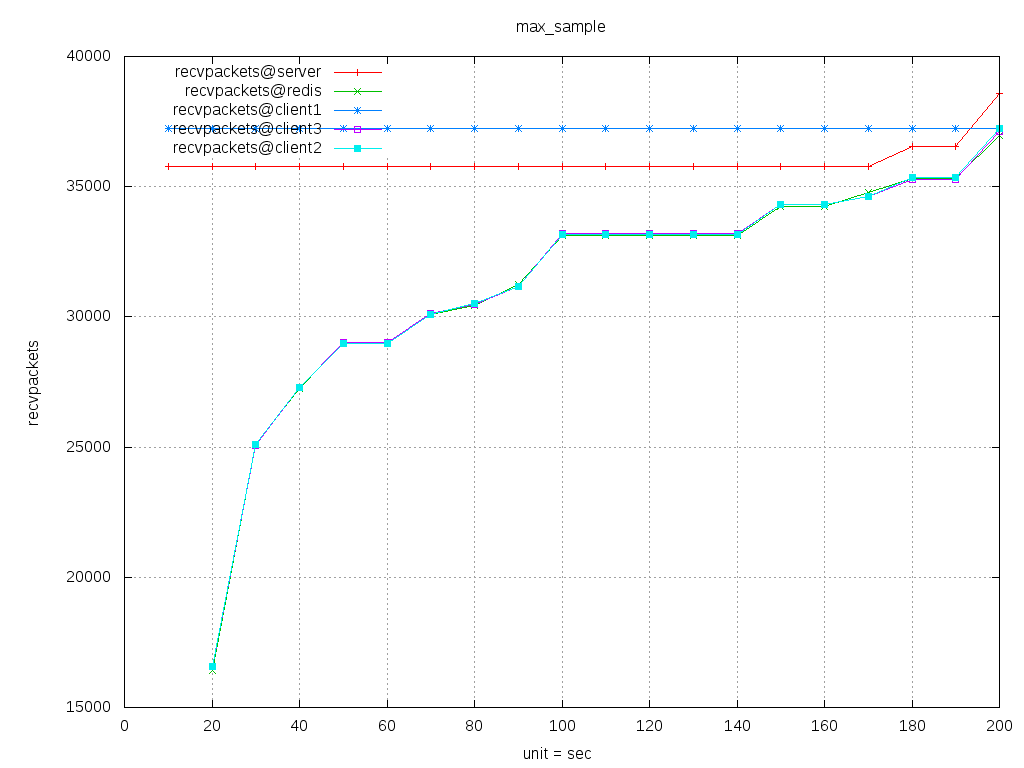 max_sample
40000
35000
30000
25000
20000
15000
recvpackets@server
recvpackets@redis
recvpackets@client1
recvpackets@client3
recvpackets@client2
recvpackets
0 20 40 60 80 100 120 140 160 180 200
unit = sec